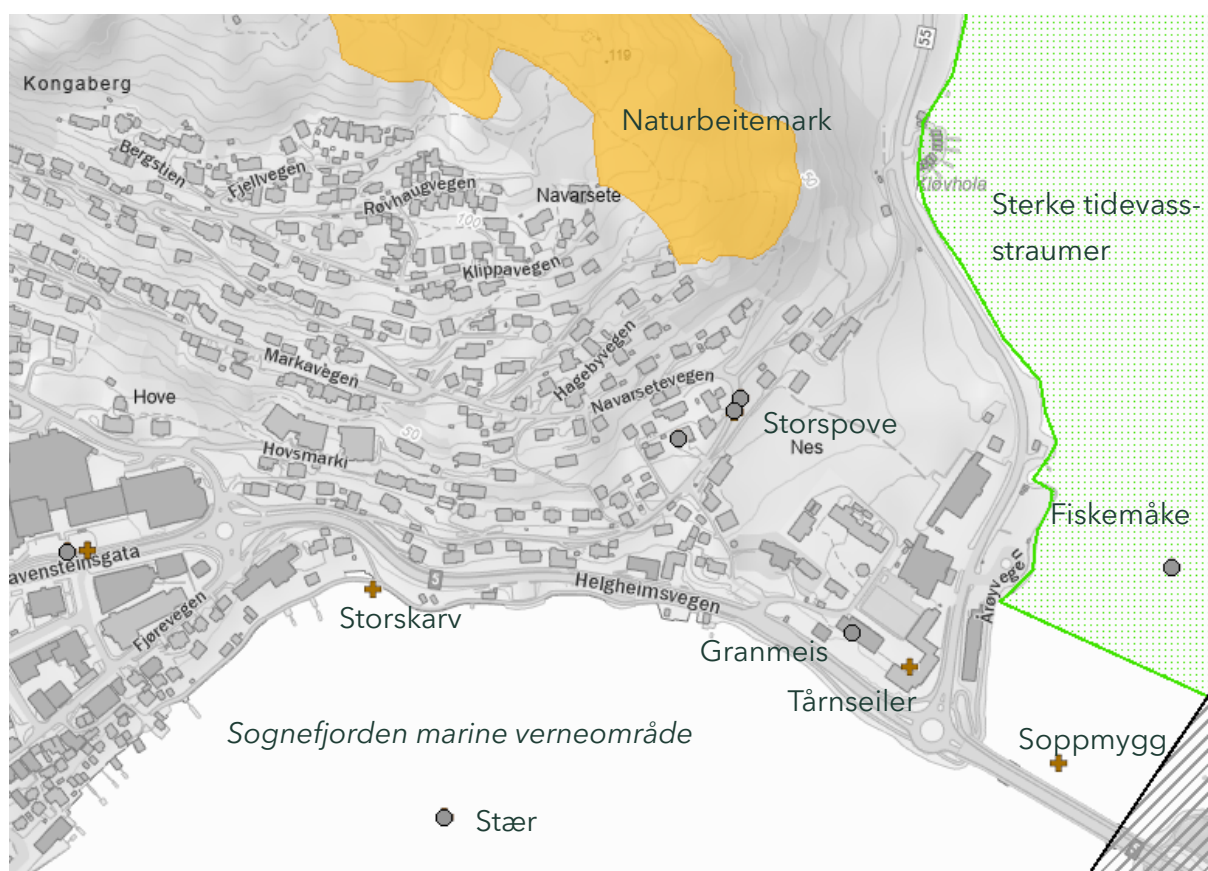 55
119
Kongaberg
Naturbeitemark
Bergstien
Fjellvegen
Røvhaugvegen
Navarsete
50
Kløvhola
Sterke tidevass-
straumer
100
Klippavegen
Markavegen
Hagebyvegen
Navarsetevegen
Hove
50
Storspove
Nes
Hovsmarki
Fiskemåke
avensteinsgata
5
Helgheimsvegen
Årøyvegen
Storskarv
Fjørevegen
Granmeis
Tårnseiler
Sognefjorden marine verneområde
Soppmygg
Stær